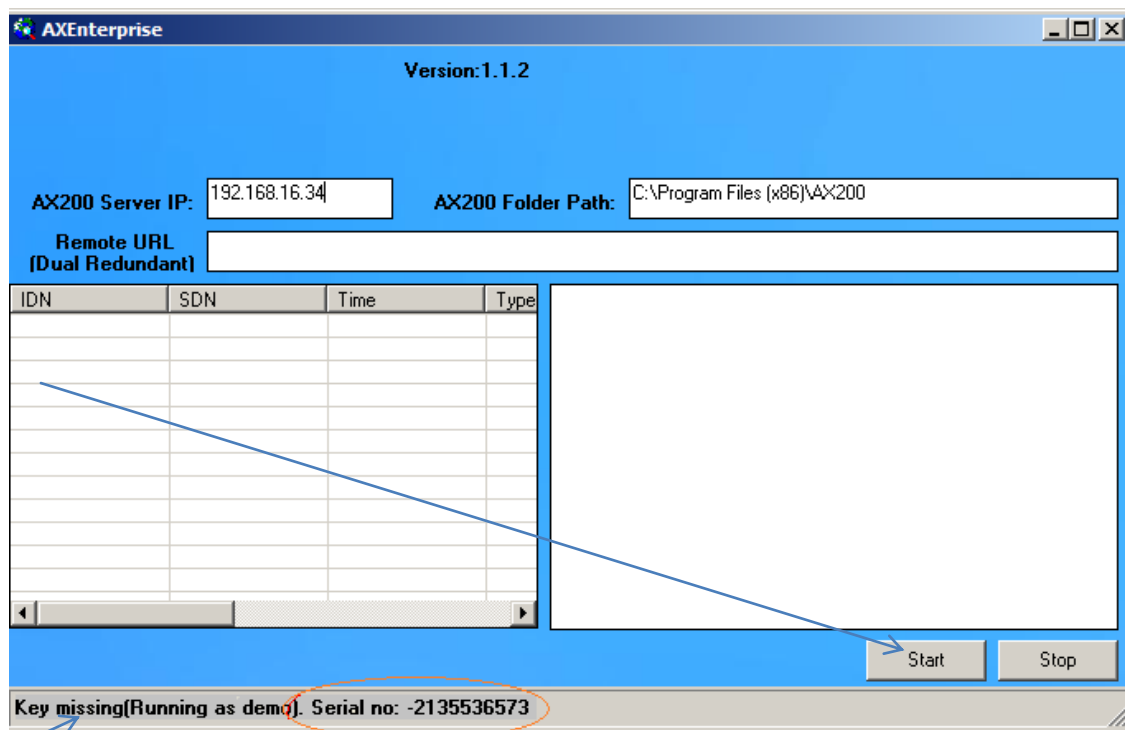 AXEnterprise
Version:1.1.2
AX200 Server IP: 192.168.16.34 AX200 Folder Path: C:\Program Files (x86)\AX200
Remote URL
(Dual Redundant)
IDN SDN Time Type
Start Stop
Key missing(Running as demo). Serial no: -2135536573